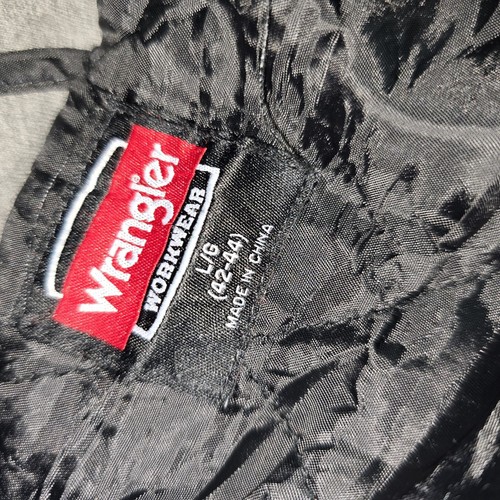 Wrangler
WORKWEAR
L/G
(42-44)
MADE IN CHINA